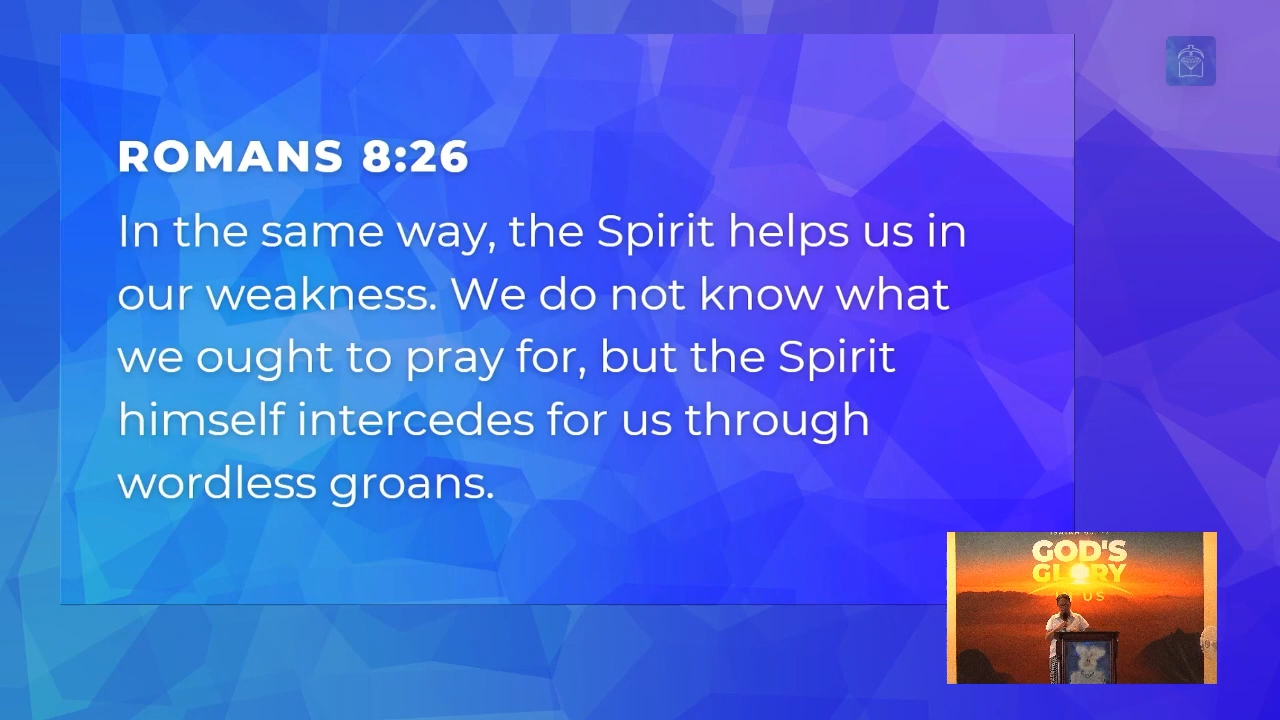 ROMANS 8:26
In the same way, the Spirit helps us in
our weakness. We do not know what
we ought to pray for, but the Spirit
himself intercedes for us through
wordless groans.
GOD'S
GLORY
US